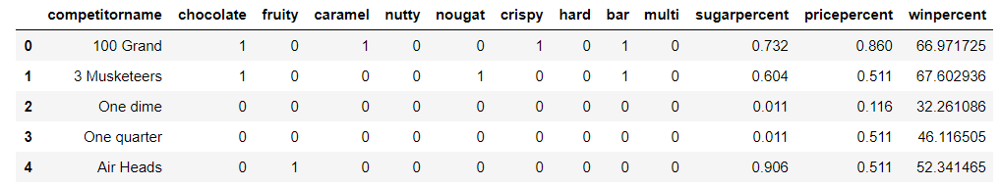 competitorname chocolate fruity caramel nutty nougat crispy hard bar multi sugarpercent pricepercent winpercent
0 100 Grand 1 0 1 0 0 1 0 1 0 0.732 0.860 66.971725
1 3 Musketeers 1 0 0 0 1 0 0 1 0 0.604 0.511 67.602936
2 One dime 0 0 0 0 0 0 0 0 0 0.011 0.116 32.261086
3 One quarter 0 0 0 0 0 0 0 0 0 0.011 0.511 46.116505
4 Air Heads 0 1 0 0 0 0 0 0 0 0.906 0.511 52.341465